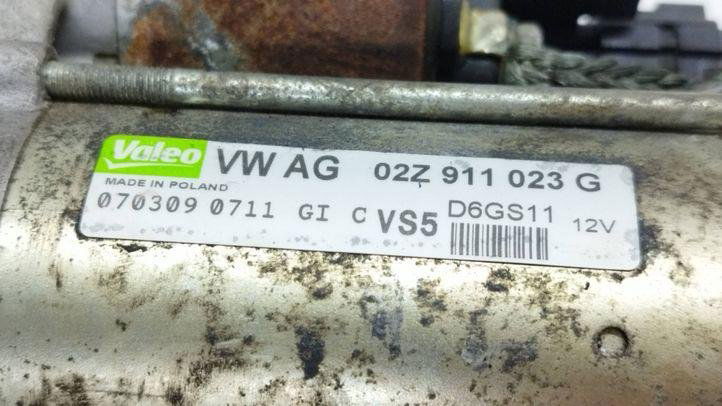 Valeo VW AG 02Z 911 023 G
MADE IN POLAND
070309 0711 GI C VS5 D6GS11 12V